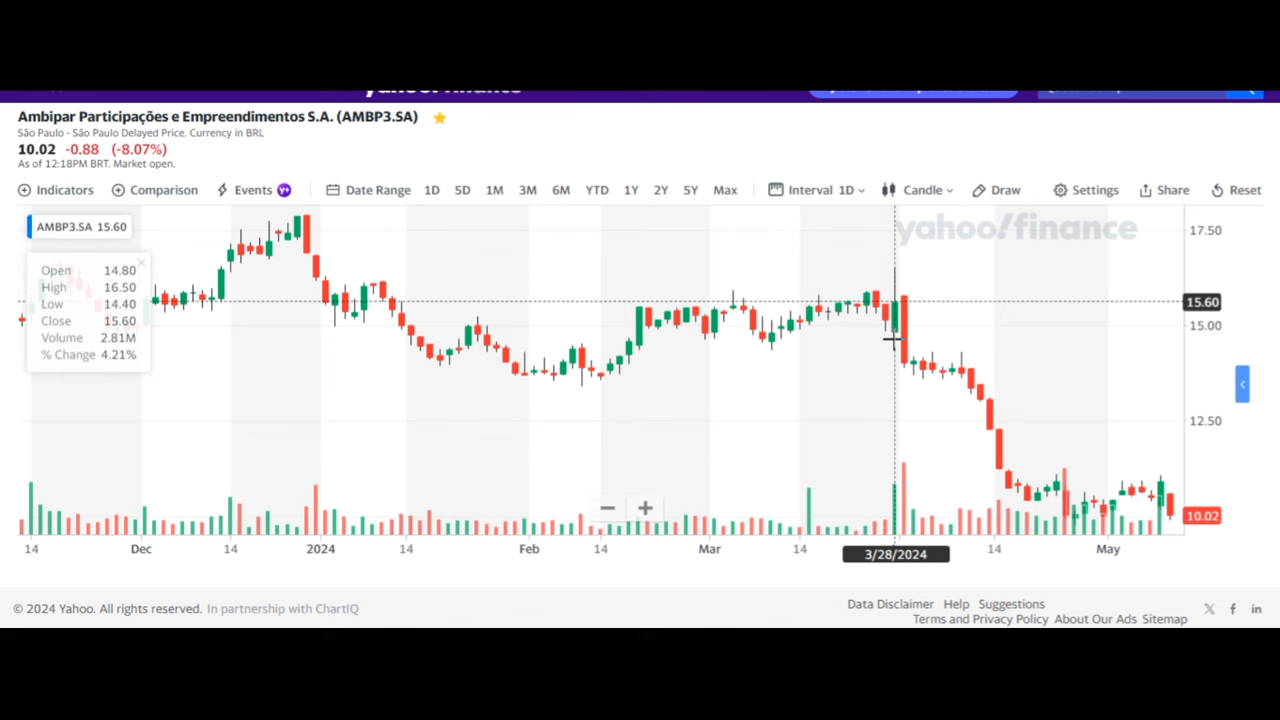 Ambipar Participações e Empreendimentos S.A. (AMBP3.SA)
São Paulo - São Paulo Delayed Price. Currency in BRL
10.02 -0.88 (-8.07%)
As of 12:18PM BRT. Market open.
Indicators Comparison Events Y+ Date Range 1D 5D 1M 3M 6M YTD 1Y 2Y 5Y Max Interval 1D Candle Draw Settings Share Reset
AMBP3.SA 15.60
yahoo!finance
17.50
Open 14.80
High 16.50
Low 14.40
Close 15.60
Volume 2.81M
% Change 4.21%
15.60
15.00
12.50
10.02
14 Dec 14 2024 14 Feb 14 Mar 14 3/28/2024 14 May
© 2024 Yahoo. All rights reserved. In partnership with ChartIQ
Data Disclaimer Help Suggestions
Terms and Privacy Policy About Our Ads Sitemap